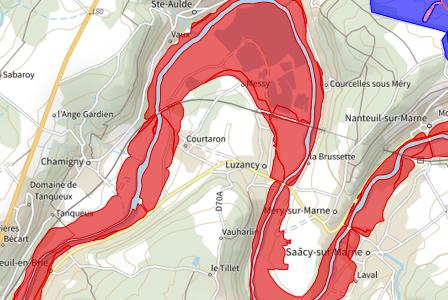 Ste-Aulde
Vaux
Sabaroy
Messy
Courcelles sous Méry
l'Ange Gardien
Nanteuil-sur-Marne
Courtaron
Chamigny
Luzancy
la Brussette
Domaine de
Tanqueux
Tanqueux
D70A
Méry-sur-Marne
Bécart
Vauharlin
Saâcy-sur-Marne
le Tillet
Laval